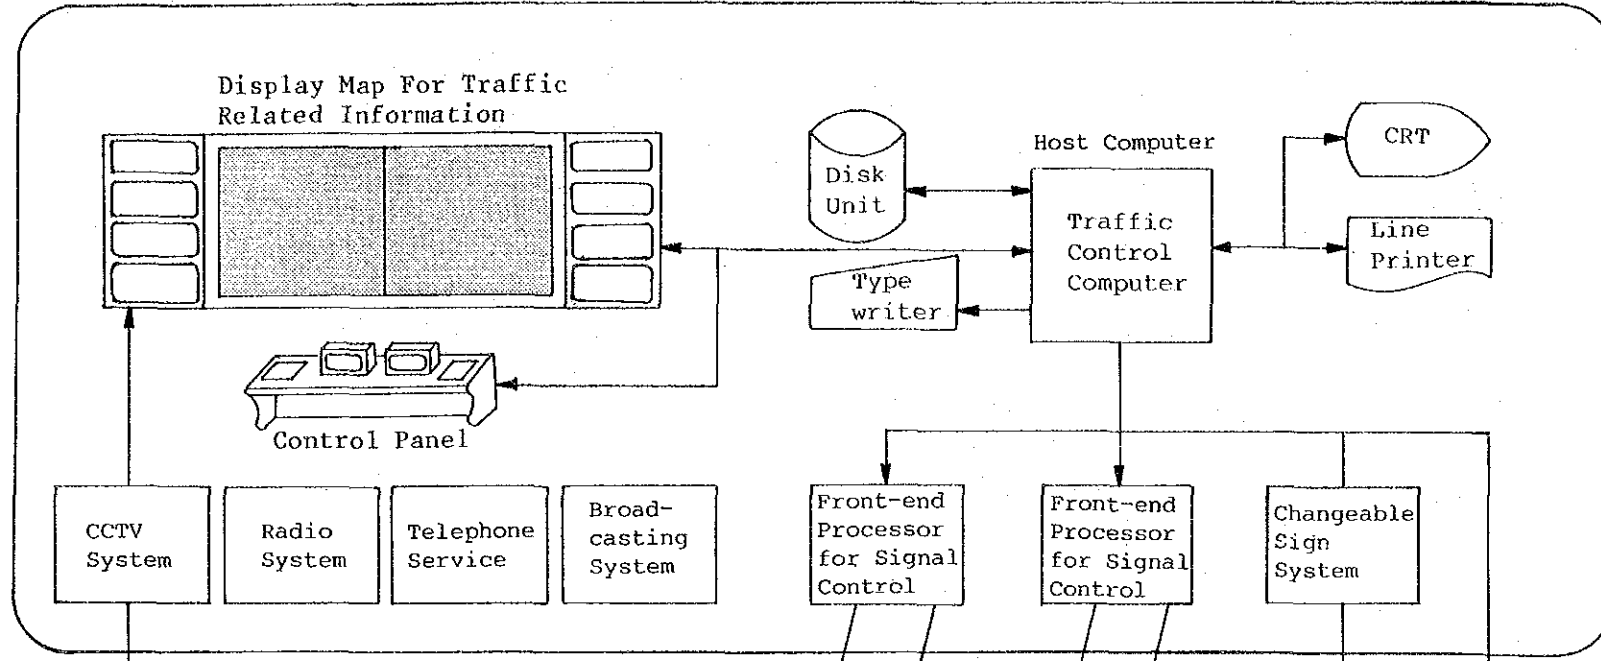 Display Map For Traffic
Related Information
Host Computer
CRT
Disk
Unit
Traffic
Control
Computer
Line
Printer
Type
writer
Control Panel
CCTV
System
Radio
System
Telephone
Service
Broad-
casting
System
Front-end
Processor
for Signal
Control
Front-end
Processor
for Signal
Control
Changeable
Sign
System